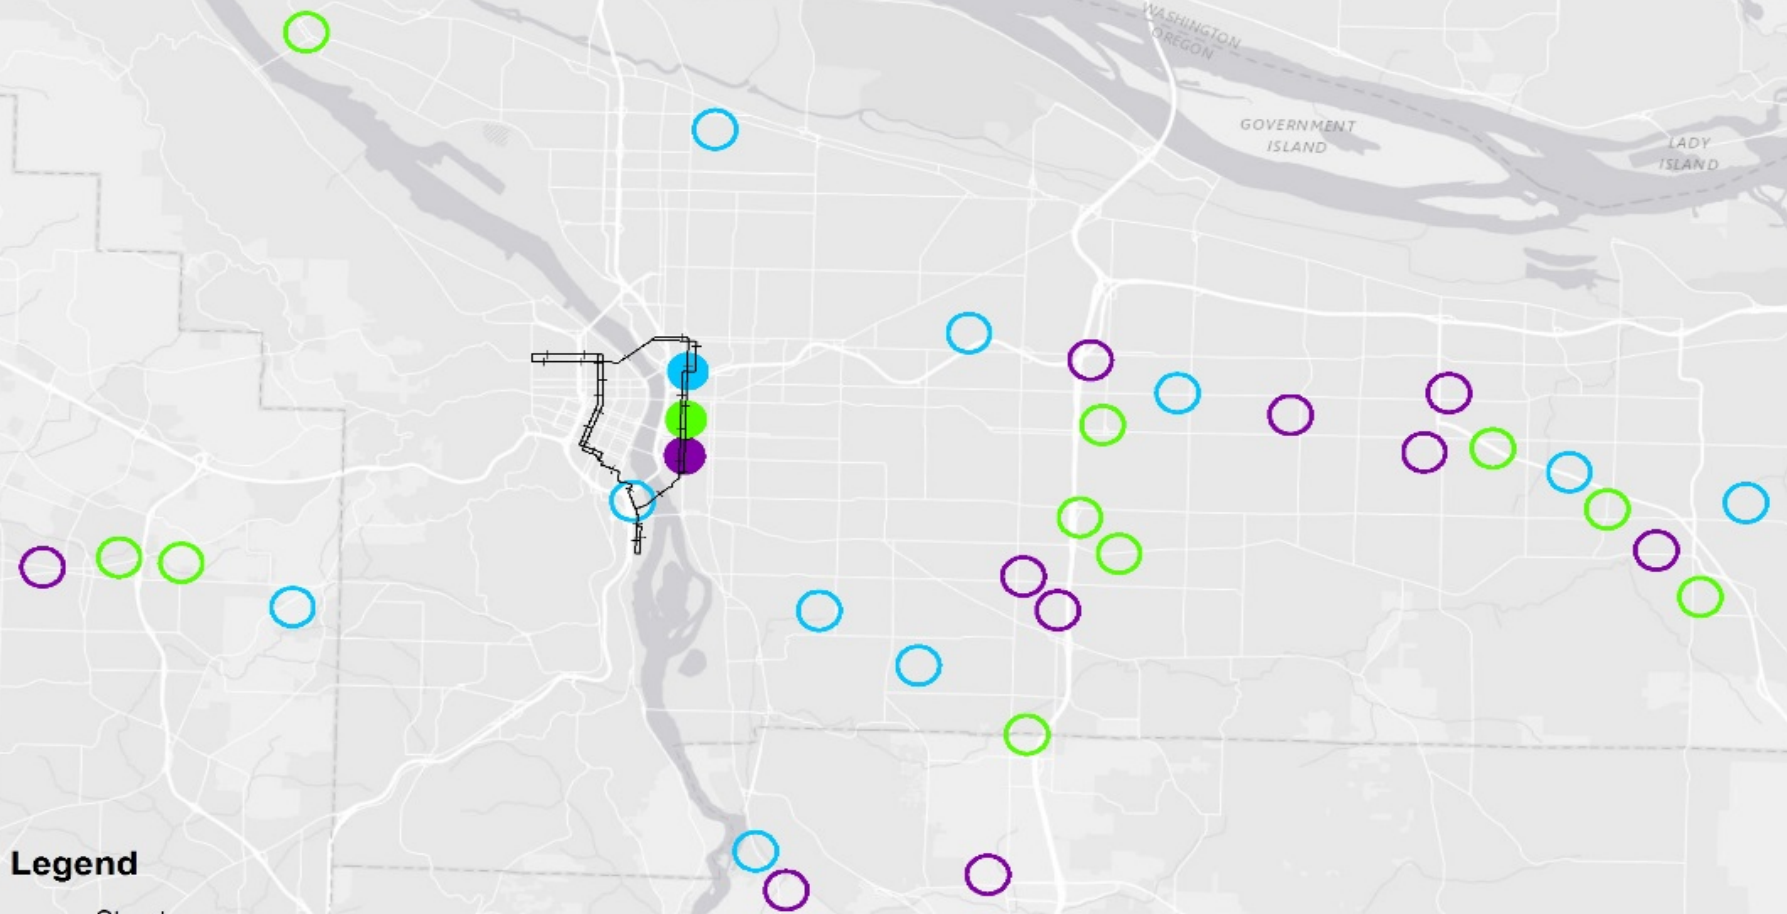 WASHINGTON
OREGON
GOVERNMENT
ISLAND
LADY
ISLAND
Legend